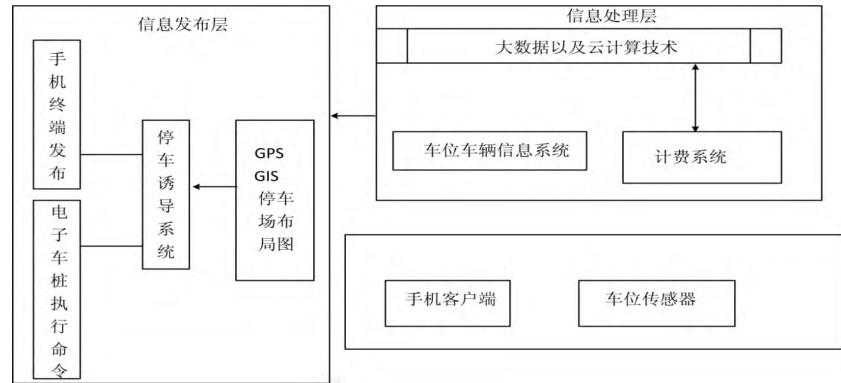 信息发布层
手机终端发布
电子车桩执行命令
停车诱导系统
GPS
GIS
停车
场布
局图
信息处理层
大数据以及云计算技术
车位车辆信息系统
计费系统
手机客户端
车位传感器